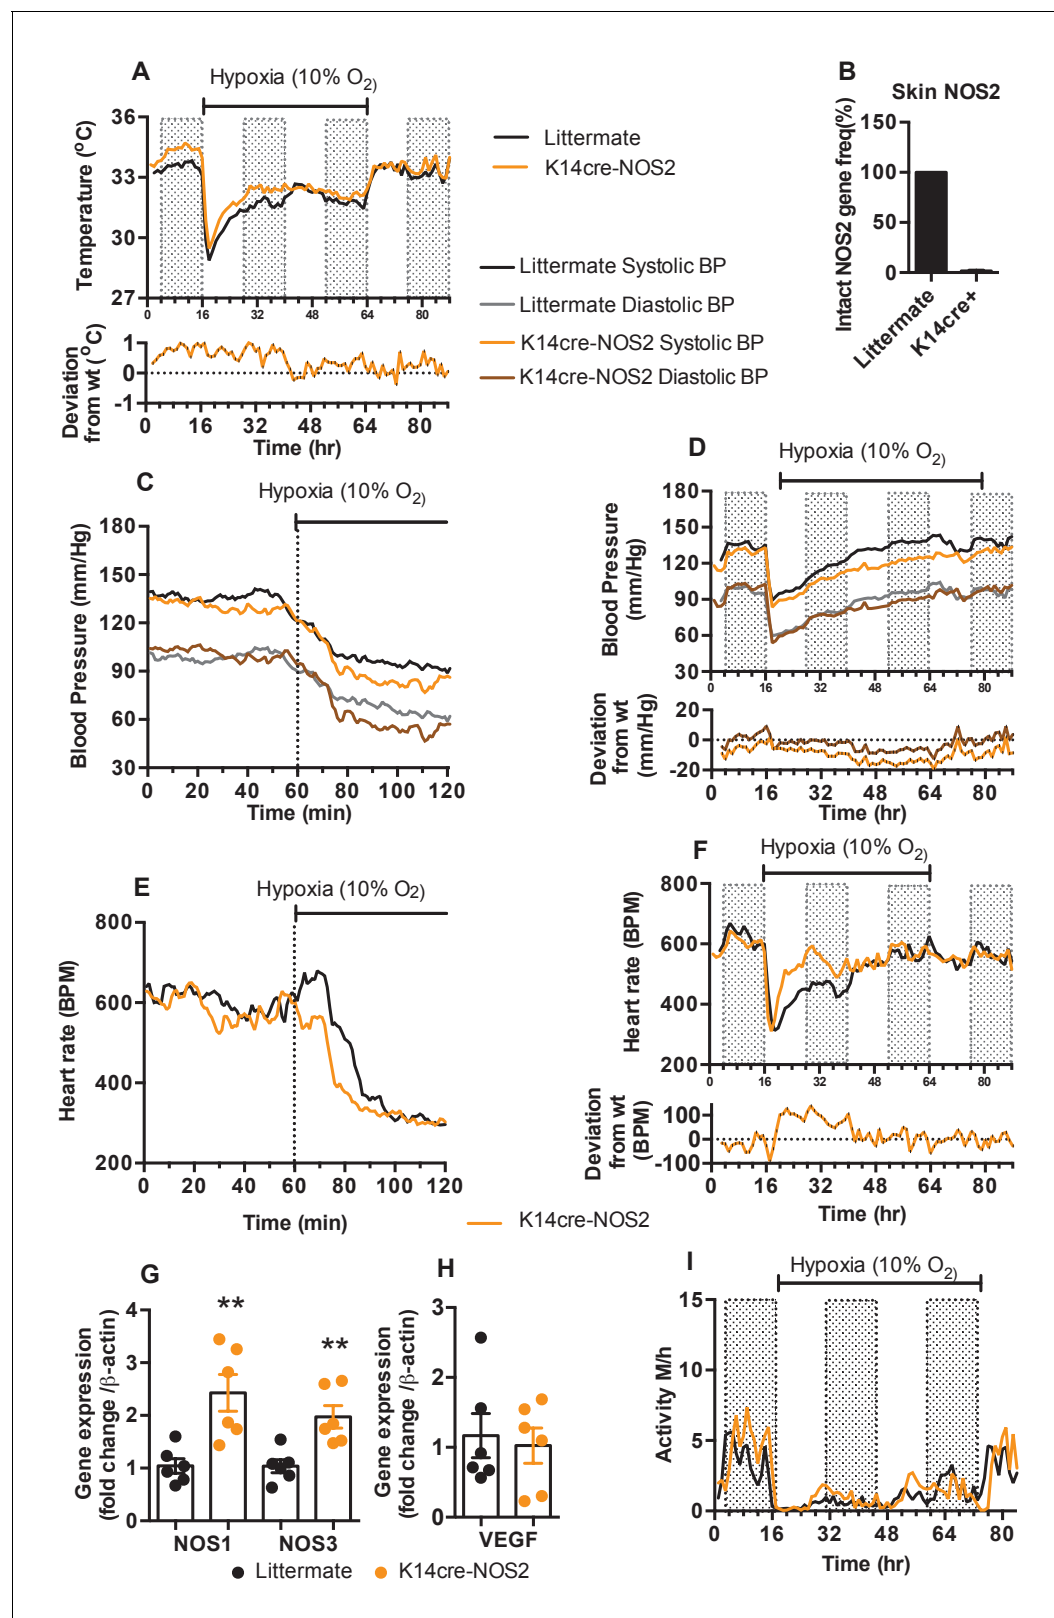 A
Hypoxia (10% O2)
Temperature (oC)
36
33
30
27
0 16 32 48 64 80
Deviation
from wt (oC)
1
0
-1
0 16 32 48 64 80
Time (hr)
Littermate
K14cre-NOS2
Littermate Systolic BP
Littermate Diastolic BP
K14cre-NOS2 Systolic BP
K14cre-NOS2 Diastolic BP
B
Skin NOS2
Intact NOS2 gene freq(%)
150
100
50
0
Littermate
K14cre+
C
Hypoxia (10% O2)
Blood Pressure (mm/Hg)
180
150
120
90
60
30
0 20 40 60 80 100 120
Time (min)
D
Hypoxia (10% O2)
Blood Pressure
(mm/Hg)
180
150
120
90
60
30
0 16 32 48 64 80
Deviation
from wt
(mm/Hg)
20
0
-20
0 16 32 48 64 80
Time (hr)
E
Hypoxia (10% O2)
Heart rate (BPM)
800
600
400
200
0 20 40 60 80 100 120
Time (min)
K14cre-NOS2
F
Hypoxia (10% O2)
Heart rate (BPM)
800
600
400
200
0 16 32 48 64 80
Deviation
from wt
(BPM)
100
0
-100
0 16 32 48 64 80
Time (hr)
G
Gene expression
(fold change /β-actin)
4
3
2
1
0
** **
NOS1 NOS3
H
Gene expression
(fold change /β-actin)
3
2
1
0
VEGF
Littermate K14cre-NOS2
I
Hypoxia (10% O2)
Activity M/h
15
10
5
0
0 16 32 48 64 80
Time (hr)